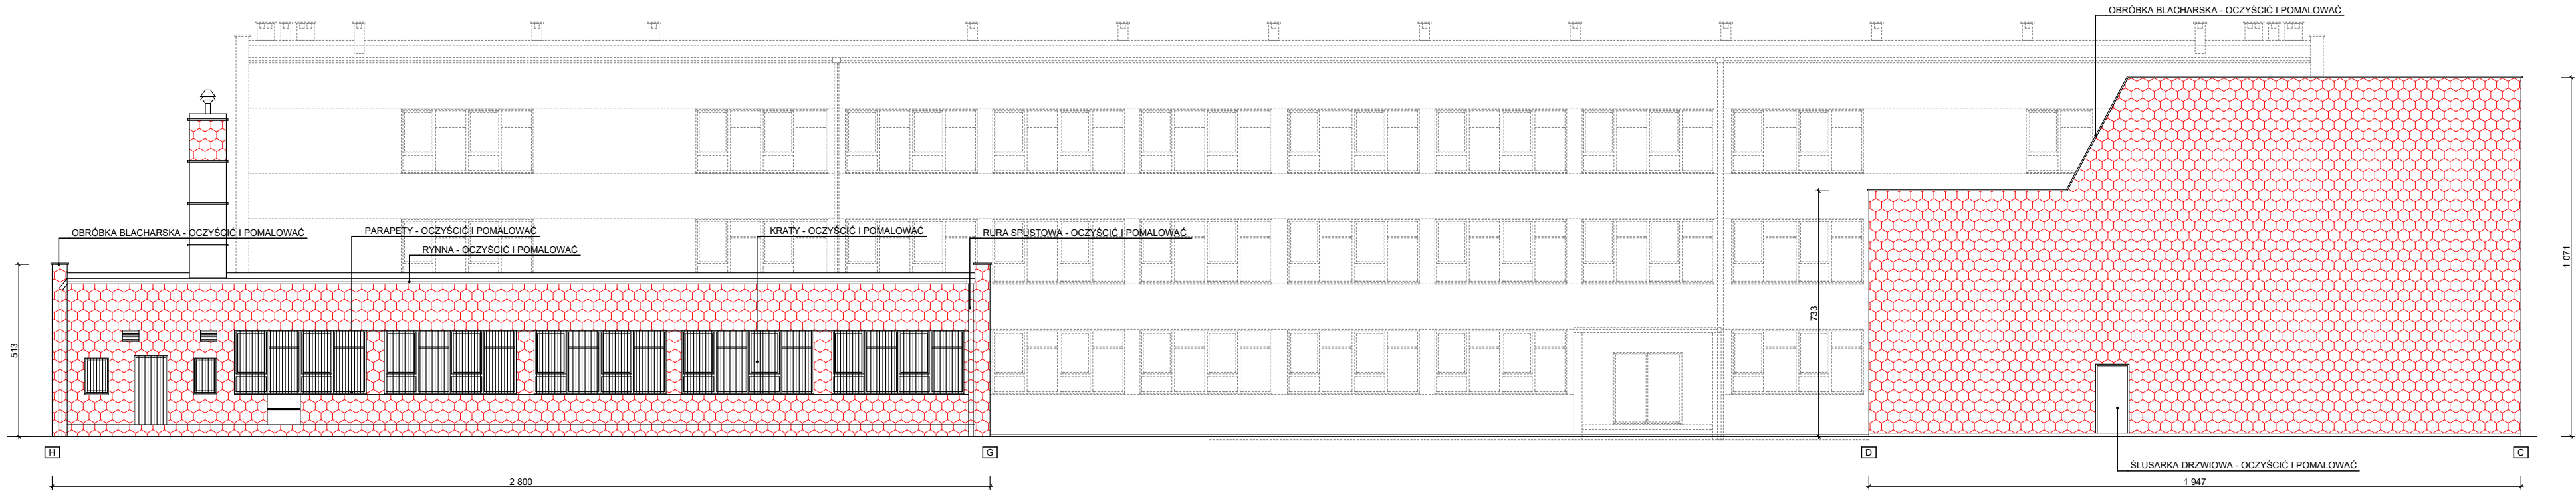 OBRÓBKA BLACHARSKA - OCZYŚCIĆ I POMALOWAĆ
OBRÓBKA BLACHARSKA - OCZYŚCIĆ I POMALOWAĆ
PARAPETY - OCZYŚCIĆ I POMALOWAĆ
KRATY - OCZYŚCIĆ I POMALOWAĆ
RURA SPUSTOWA - OCZYŚCIĆ I POMALOWAĆ
RYNNA - OCZYŚCIĆ I POMALOWAĆ
1 071
733
513
H
G
D
C
ŚLUSARKA DRZWIOWA - OCZYŚCIĆ I POMALOWAĆ
2 800
1 947